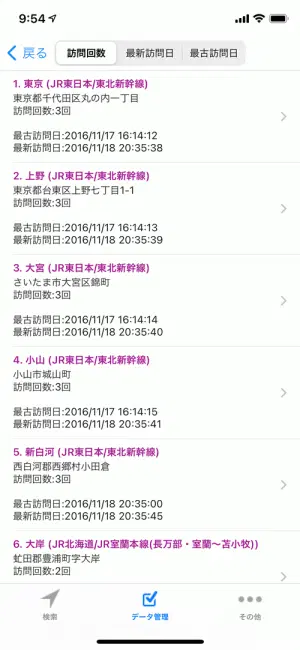 9:54
戻る
訪問回数 最新訪問日 最古訪問日
1. 東京 (JR東日本/東北新幹線)
東京都千代田区丸の内一丁目
訪問回数:3回
最古訪問日:2016/11/17 16:14:12
最新訪問日:2016/11/18 20:35:38
2. 上野 (JR東日本/東北新幹線)
東京都台東区上野七丁目1-1
訪問回数:3回
最古訪問日:2016/11/17 16:14:13
最新訪問日:2016/11/18 20:35:39
3. 大宮 (JR東日本/東北新幹線)
さいたま市大宮区錦町
訪問回数:3回
最古訪問日:2016/11/17 16:14:14
最新訪問日:2016/11/18 20:35:40
4. 小山 (JR東日本/東北新幹線)
小山市城山町
訪問回数:3回
最古訪問日:2016/11/17 16:14:15
最新訪問日:2016/11/18 20:35:41
5. 新白河 (JR東日本/東北新幹線)
西白河郡西郷村小田倉
訪問回数:3回
最古訪問日:2016/11/18 20:35:00
最新訪問日:2016/11/18 20:35:45
6. 大岸 (JR北海道/JR室蘭本線(長万部・室蘭〜苫小牧))
虻田郡豊浦町字大岸
訪問回数:2回
検索 データ管理 その他